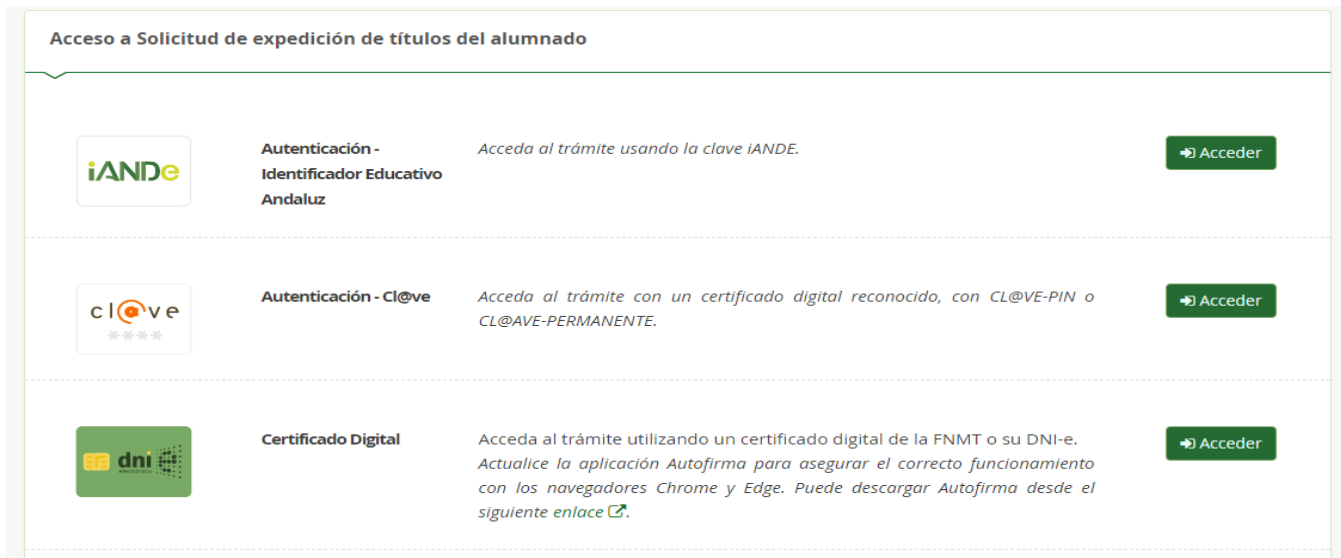 Acceso a Solicitud de expedición de títulos del alumnado
iANDe
Autenticación -
Identificador Educativo
Andaluz
Acceda al trámite usando la clave iANDE.
Acceder
cl@ve
****
Autenticación - Cl@ve
Acceda al trámite con un certificado digital reconocido, con CL@VE-PIN o
CL@AVE-PERMANENTE.
Acceder
dni
electrónico
Certificado Digital
Acceda al trámite utilizando un certificado digital de la FNMT o su DNI-e.
Actualice la aplicación Autofirma para asegurar el correcto funcionamiento
con los navegadores Chrome y Edge. Puede descargar Autofirma desde el
siguiente enlace.
Acceder